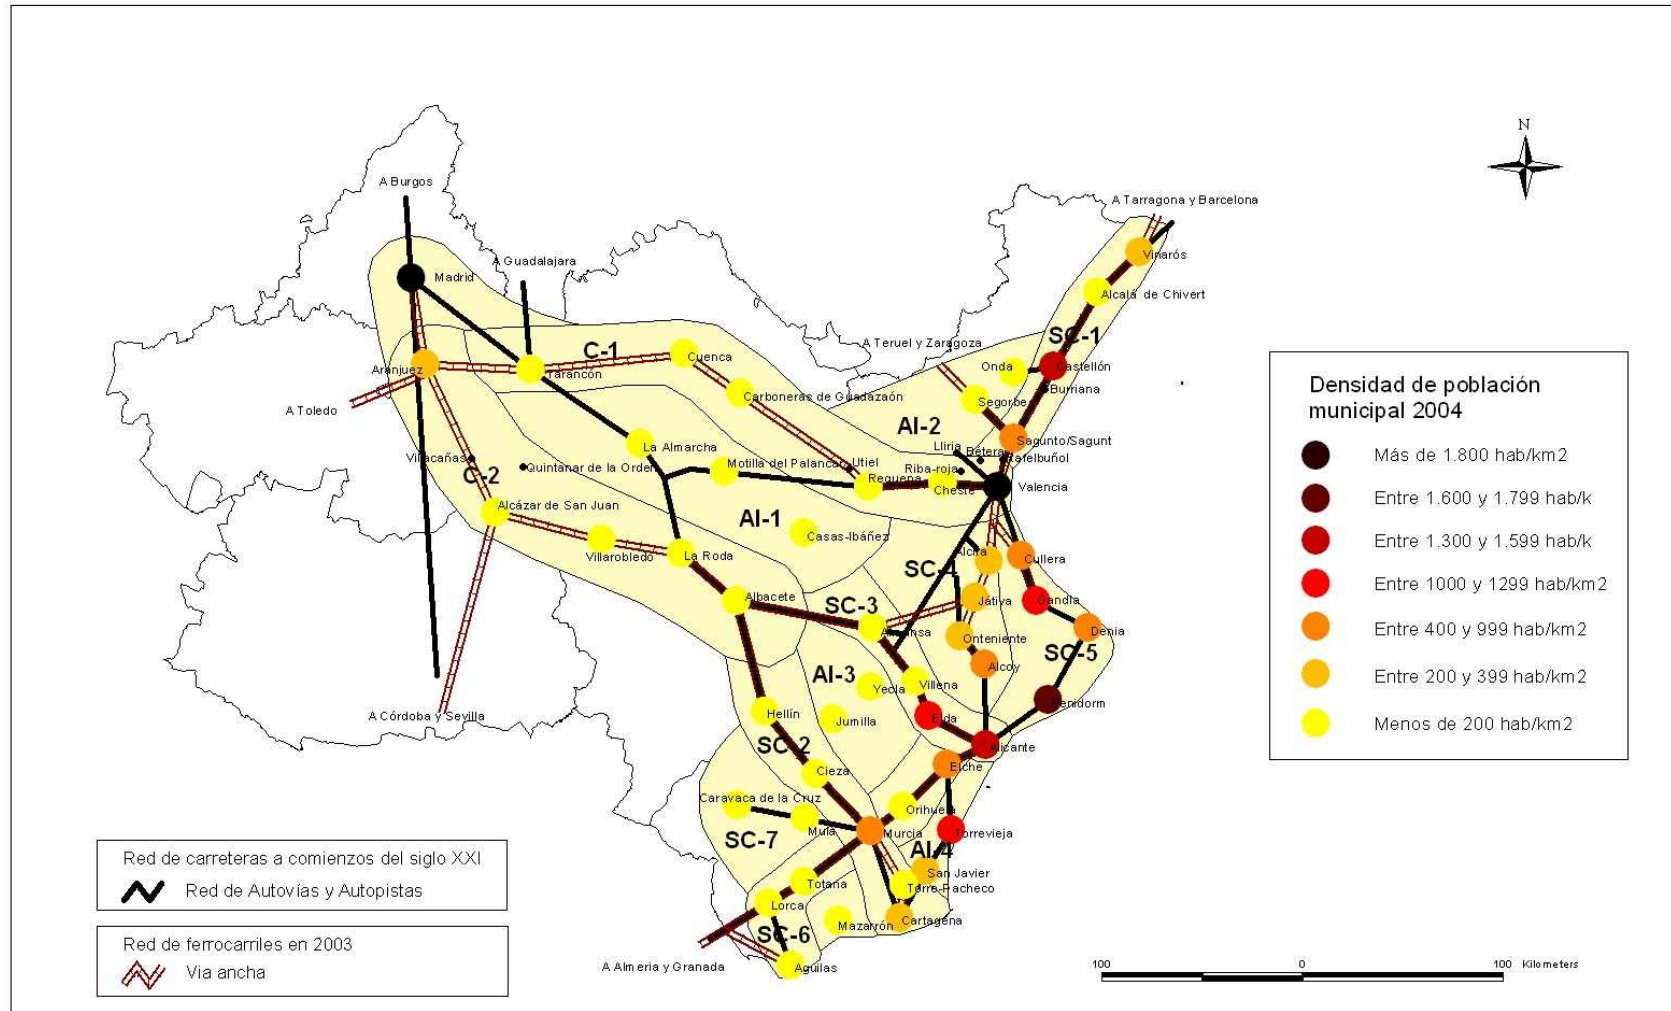 N
A Burgos
A Tarragona y Barcelona
Vinarós
A Guadalajara
Madrid
Alcalá de Chivert
SC-1
A Teruel y Zaragoza
C-1
Cuenca
Onda
Castellón
Aranjuez
Tarancón
Burriana
Carboneras de Guadazaón
Segorbe
A Toledo
AI-2
Sagunto/Sagunt
La Almarcha
Lliria
Bétera
Rafelbuñol
Villacañas
Quintanar de la Orden
Motilla del Palancar
Utiel
Riba-roja
C-2
Requena
Cheste
Valencia
Alcázar de San Juan
AI-1
Casas-Ibáñez
Villarobledo
La Roda
Alcira
Cullera
SC-4
Albacete
SC-3
Játiva
Gandía
Almansa
Onteniente
Denia
SC-5
Alcoy
AI-3
Yecla
Villena
Benidorm
A Córdoba y Sevilla
Hellín
Jumilla
Elda
SC-2
Alicante
Cieza
Elche
Caravaca de la Cruz
Orihuela
Mula
Murcia
Torrevieja
SC-7
AI-4
San Javier
Totana
Torre-Pacheco
Lorca
Mazarrón
Cartagena
SC-6
A Almeria y Granada
Aguilas
Densidad de población
municipal 2004
Más de 1.800 hab/km2
Entre 1.600 y 1.799 hab/k
Entre 1.300 y 1.599 hab/k
Entre 1000 y 1299 hab/km2
Entre 400 y 999 hab/km2
Entre 200 y 399 hab/km2
Menos de 200 hab/km2
Red de carreteras a comienzos del siglo XXI
Red de Autovías y Autopistas
Red de ferrocarriles en 2003
Via ancha
100 0 100 Kilometers